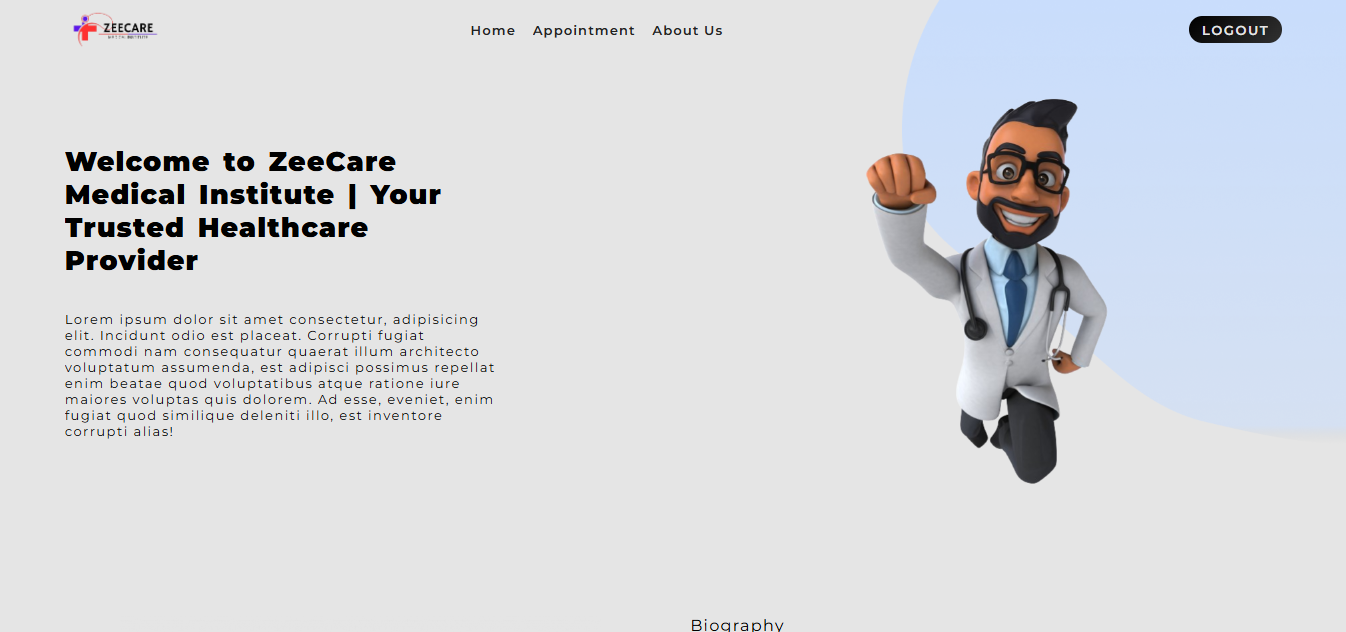 ZEECARE
Home Appointment About Us
LOGOUT
Welcome to ZeeCare
Medical Institute | Your
Trusted Healthcare
Provider
Lorem ipsum dolor sit amet consectetur, adipisicing
elit. Incidunt odio est placeat. Corrupti fugiat
commodi nam consequatur quaerat illum architecto
voluptatum assumenda, est adipisci possimus repellat
enim beatae quod voluptatibus atque ratione iure
maiores voluptas quis dolorem. Ad esse, eveniet, enim
fugiat quod similique deleniti illo, est inventore
corrupti alias!
Biography